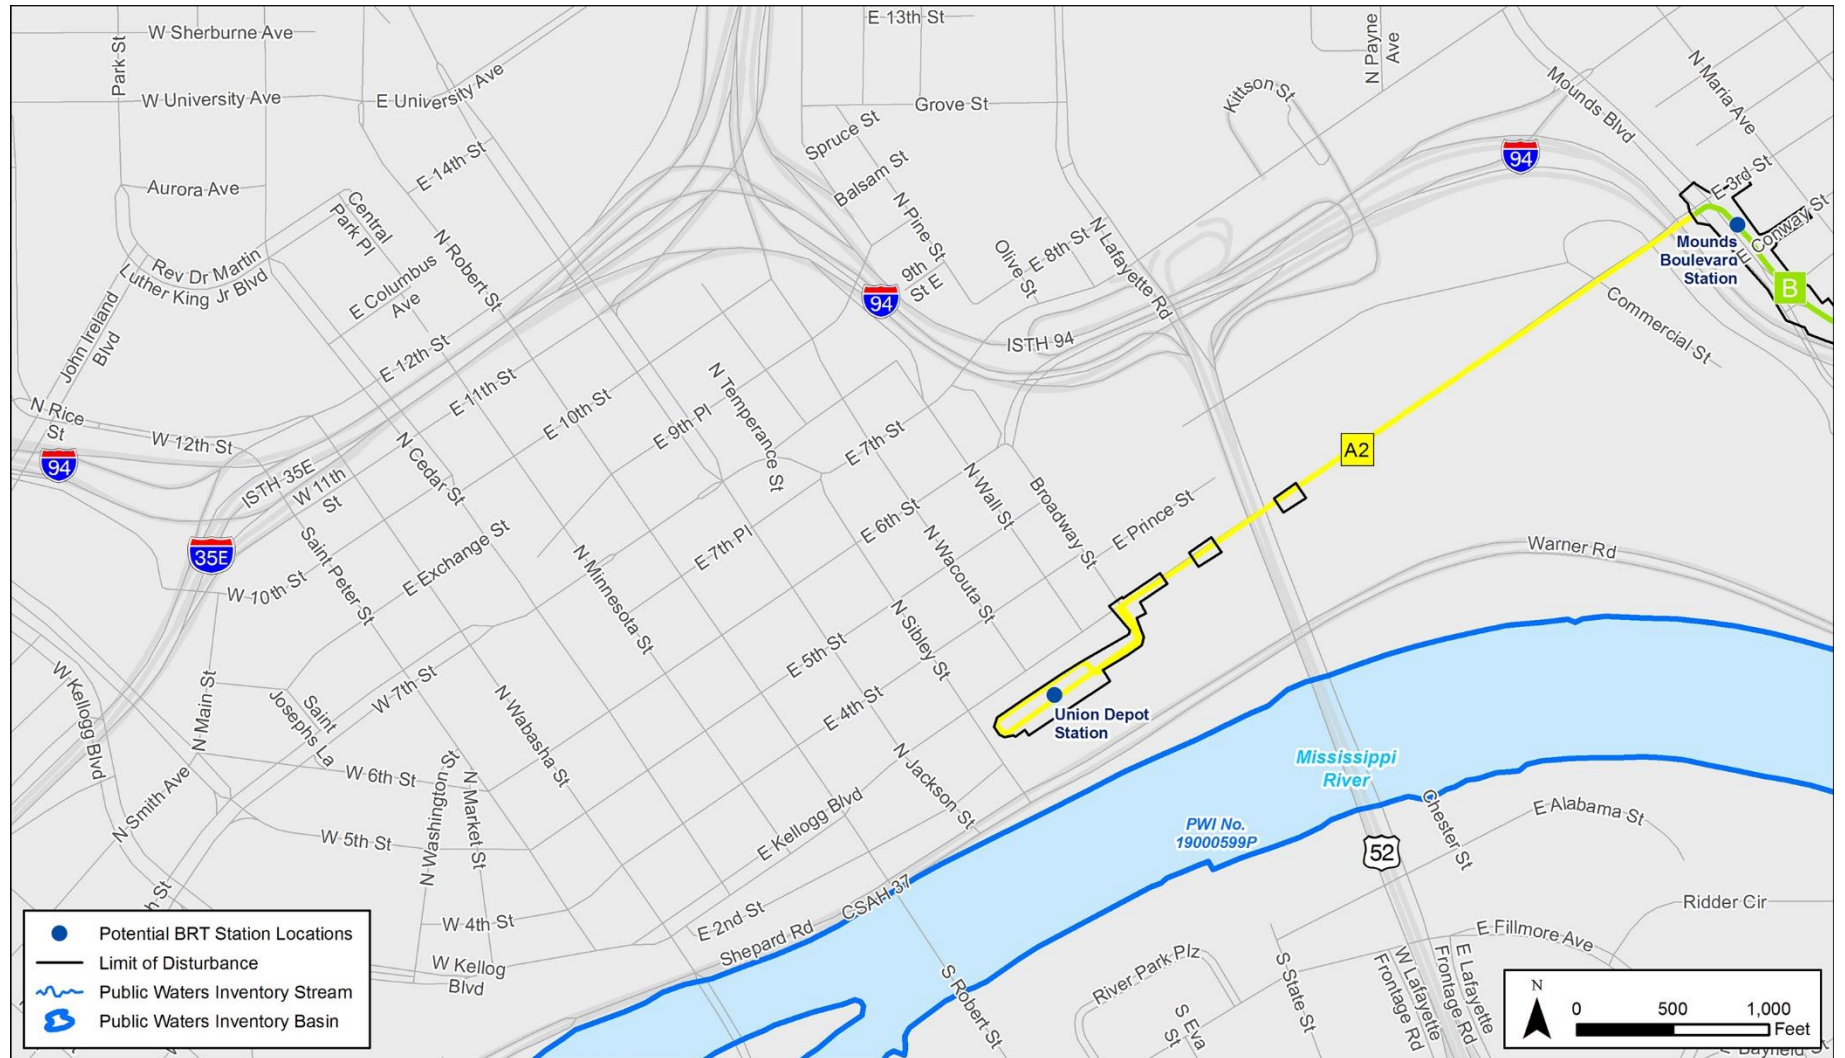 E 13th St
W Sherburne Ave
Park St
N Payne
Ave
N Maria Ave
Mounds Blvd
W University Ave
E University Ave
Grove St
Kittson St
Spruce St
94
E 14th St
Balsam St
Aurora Ave
E 3rd St
Central
Park Pl
N Pine St
Conway St
N Robert St
Olive St
E 8th St
N Lafayette Rd
Mounds
Boulevard
Station
B
Rev Dr Martin
Luther King Jr Blvd
E Columbus
Ave
9th
St E
94
Commercial St
John Ireland
Blvd
E 12th St
ISTH 94
E 11th St
N Temperance St
N Rice
St
W 12th St
E 10th St
E 9th Pl
E 7th St
A2
94
ISTH 35E
W 11th
St
N Cedar St
N Wall St
Broadway St
E Prince St
35E
Saint Peter St
E Exchange St
E 7th Pl
E 6th St
N Wacouta St
Warner Rd
W 10th St
N Minnesota St
N Sibley St
W Kellogg Blvd
N Main St
Saint
Josephs La
W 7th St
N Wabasha St
E 5th St
E 4th St
Union Depot
Station
N Smith Ave
W 6th St
N Washington St
N Market St
N Jackson St
Mississippi
River
Chester St
E Alabama St
W 5th St
E Kellogg Blvd
PWI No.
19000599P
52
CSAH 37
W 4th St
E 2nd St
Shepard Rd
Ridder Cir
E Fillmore Ave
W Kellog
Blvd
S Robert St
River Park Plz
S Eva
St
S State St
W Lafayette
Frontage Rd
E Lafayette
Frontage Rd
Potential BRT Station Locations
Limit of Disturbance
Public Waters Inventory Stream
Public Waters Inventory Basin
N
0 500 1,000
Feet